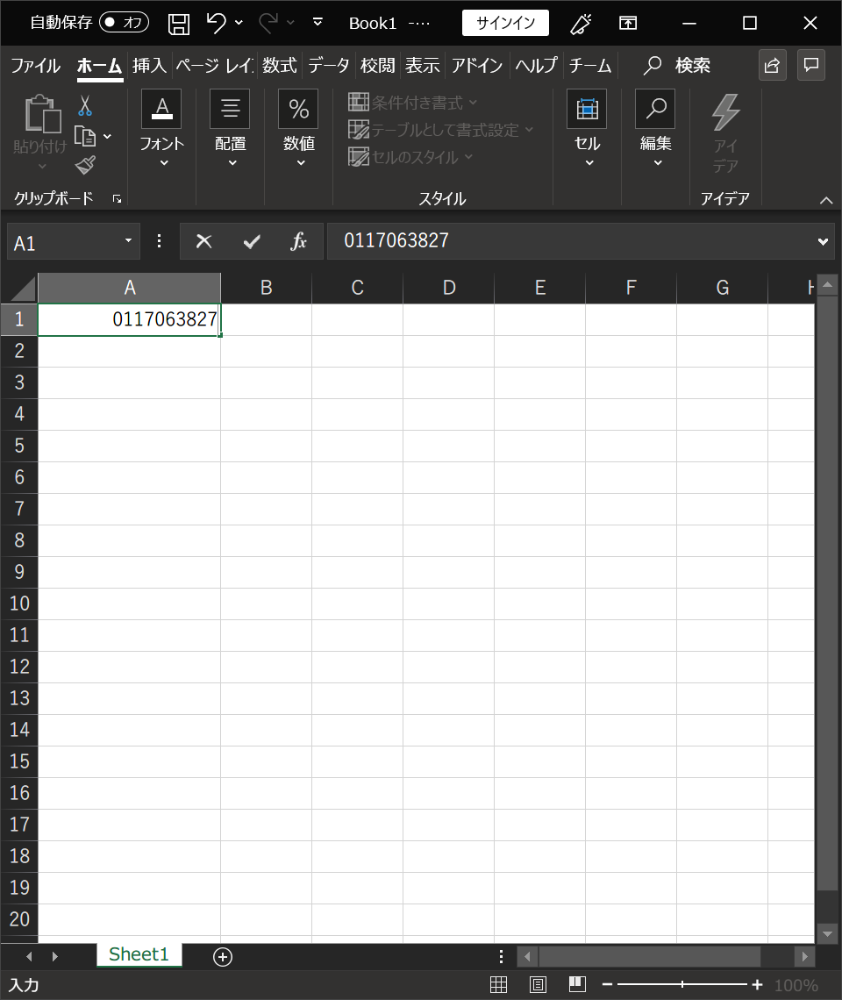 自動保存 オフ Book1 -… サインイン
ファイル ホーム 挿入 ページ レイ 数式 データ 校閲 表示 アドイン ヘルプ チーム 検索
貼り付け
フォント
配置
%
数値
条件付き書式
テーブルとして書式設定
セルのスタイル
セル
編集
アイ
デア
クリップボード スタイル アイデア
A1 fx 0117063827
A B C D E F G H
1 0117063827
2
3
4
5
6
7
8
9
10
11
12
13
14
15
16
17
18
19
20
Sheet1
入力 100%